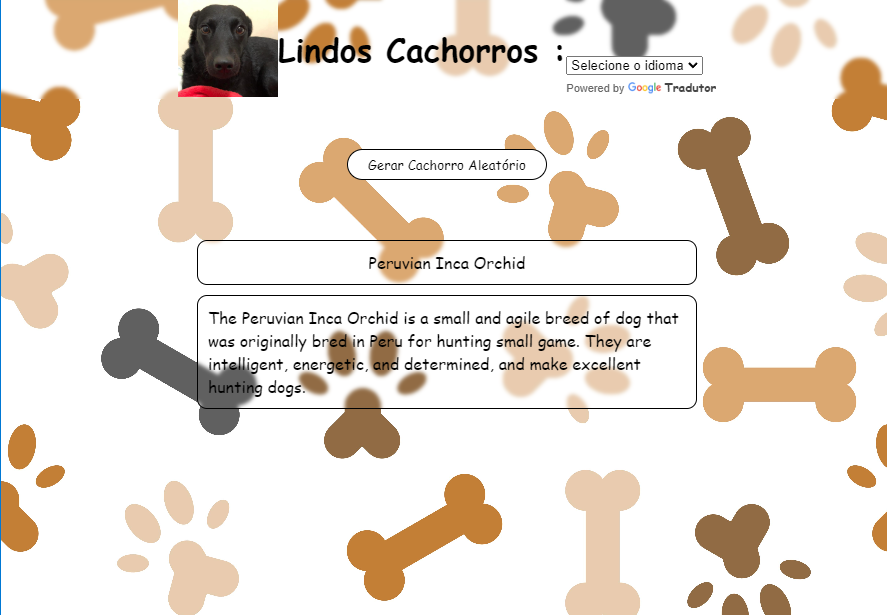 Lindos Cachorros :
Selecione o idioma
Powered by Google Tradutor
Gerar Cachorro Aleatório
Peruvian Inca Orchid
The Peruvian Inca Orchid is a small and agile breed of dog that
was originally bred in Peru for hunting small game. They are
intelligent, energetic, and determined, and make excellent
hunting dogs.